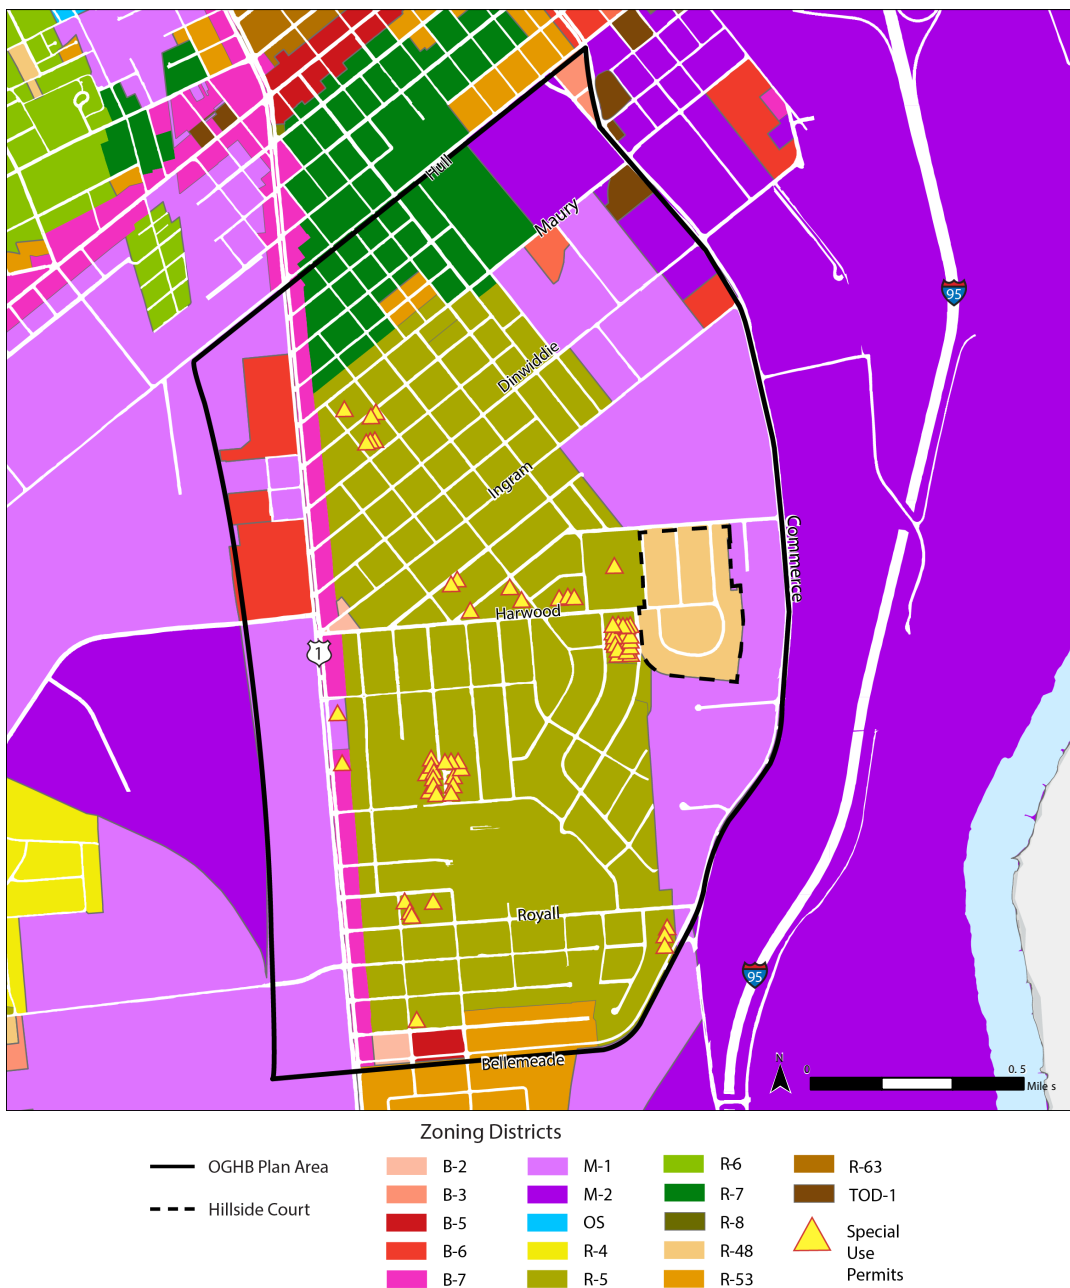 Hull
Maury
95
Dinwiddie
Ingram
Commerce
Harwood
1
Royall
95
Bellemeade
N
0
0.5
Mile s
Zoning Districts
OGHB Plan Area
Hillside Court
B-2
B-3
B-5
B-6
B-7
M-1
M-2
OS
R-4
R-5
R-6
R-7
R-8
R-48
R-53
R-63
TOD-1
Special
Use
Permits